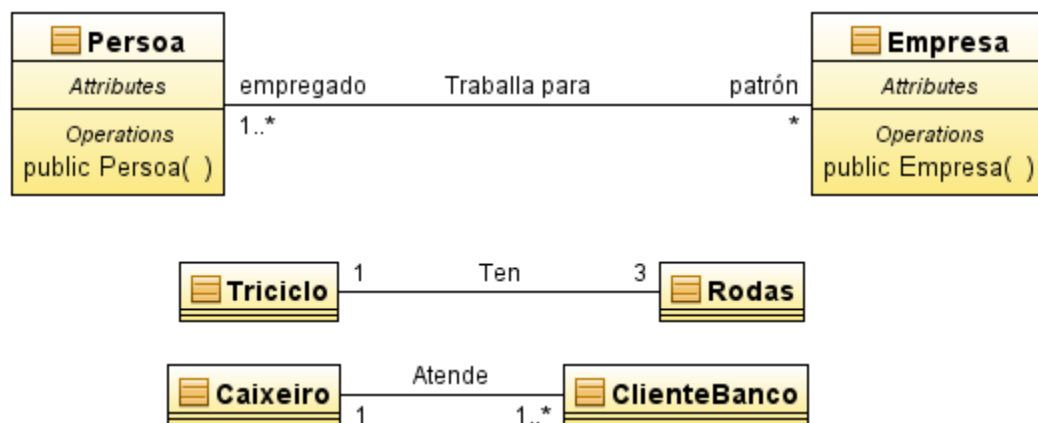 Persoa
Attributes
Operations
public Persoa( )
empregado Traballa para patrón
1..* *
Empresa
Attributes
Operations
public Empresa( )
Triciclo 1 Ten 3 Rodas
Caixeiro Atende ClienteBanco
1 1..*